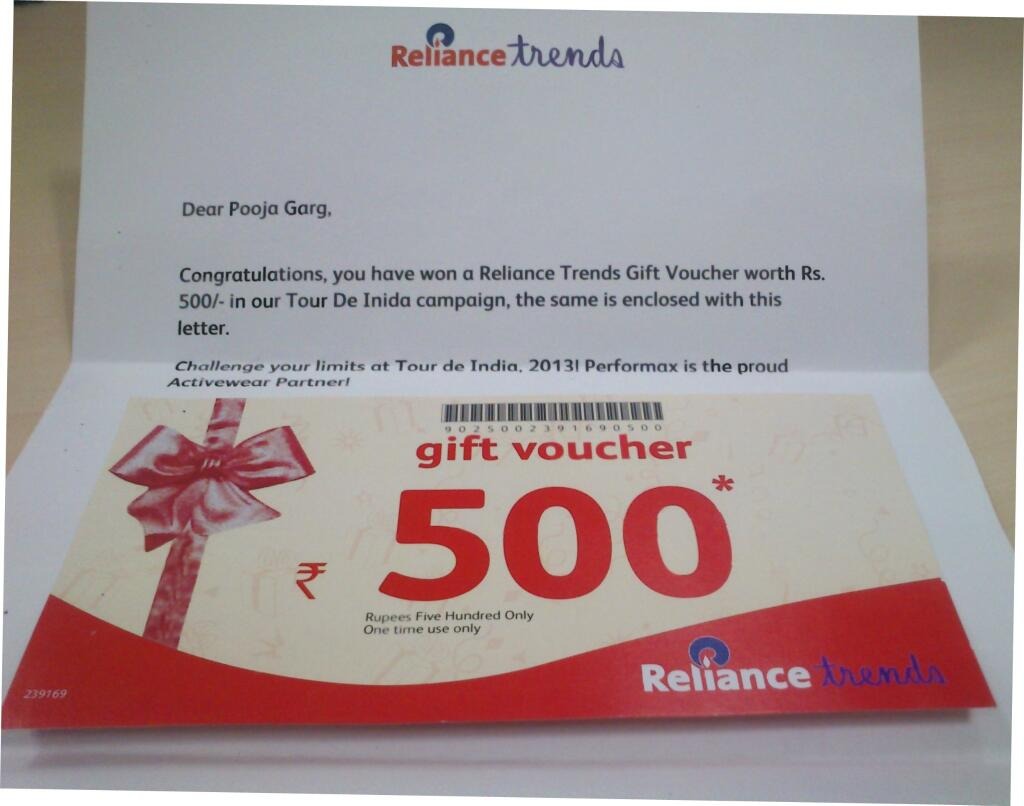 Reliance trends
Dear Pooja Garg,
Congratulations, you have won a Reliance Trends Gift Voucher worth Rs.
500/- in our Tour De Inida campaign, the same is enclosed with this
letter.
Challenge your limits at Tour de India, 2013! Performax is the proud
Activewear Partner!
9025002391690500
gift voucher
₹ 500*
Rupees Five Hundred Only
One time use only
Reliance trends
239169